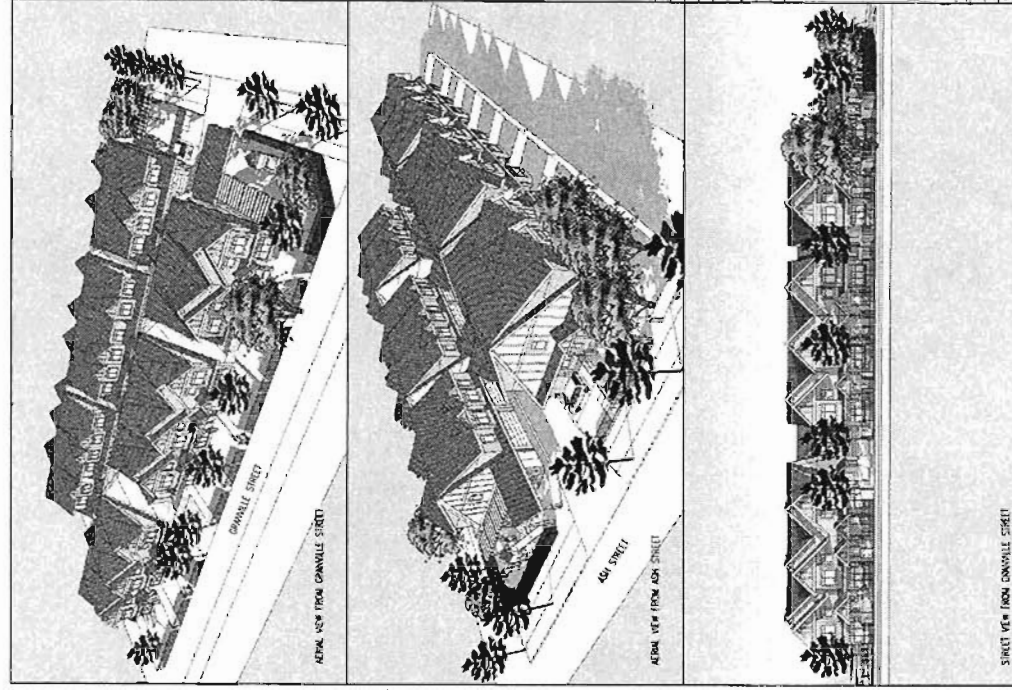 GRANVILLE STREET
AERIAL VIEW FROM GRANVILLE STREET
ASH STREET
AERIAL VIEW FROM ASH STREET
STREET VIEW FROM GRANVILLE STREET